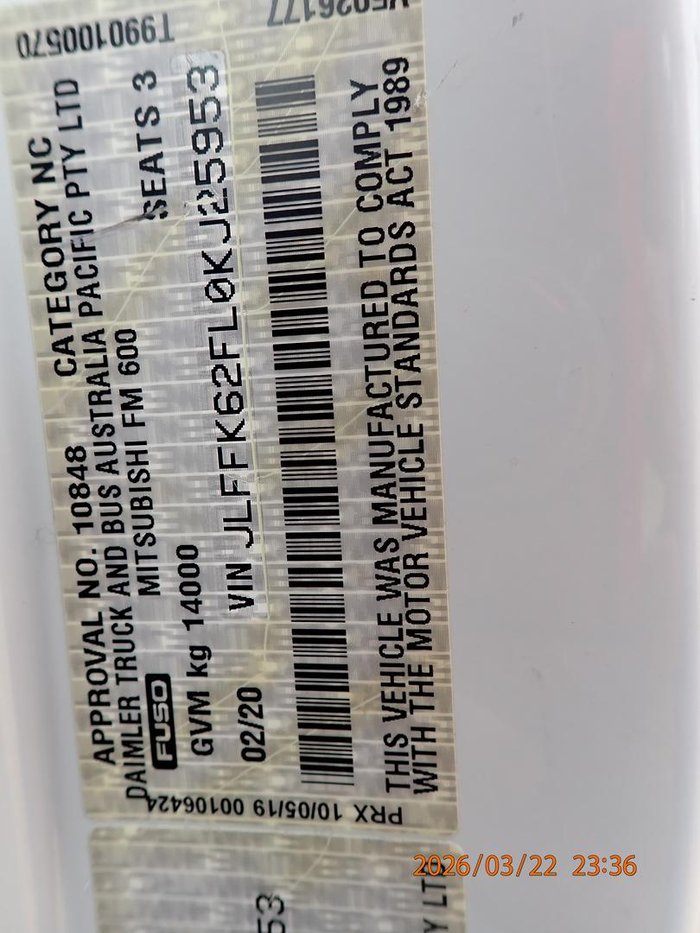 APPROVAL NO. 10848 CATEGORY NC
DAIMLER TRUCK AND BUS AUSTRALIA PACIFIC PTY LTD
FUSO MITSUBISHI FM 600
GVM kg 14000 SEATS 3
02/20 VIN JLFFK62FL0KJ25953
THIS VEHICLE WAS MANUFACTURED TO COMPLY
WITH THE MOTOR VEHICLE STANDARDS ACT 1989
PRX 10/05/19 00106424
T990100570
53
Y LTD
2026/03/22 23:36